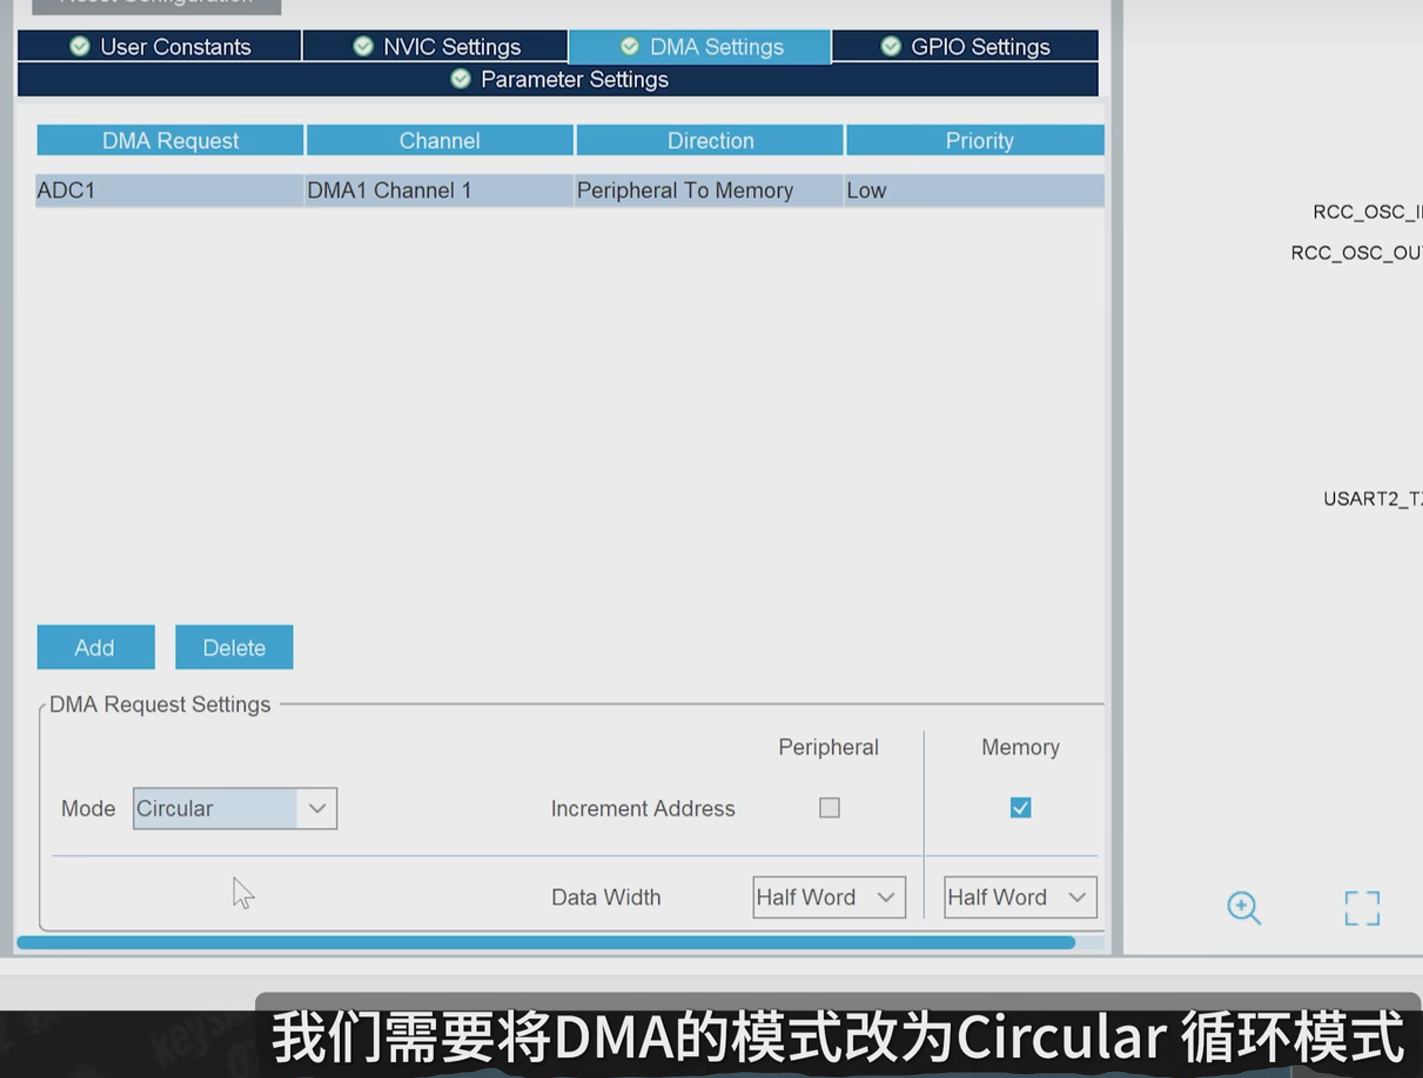 Reset Configuration
User Constants
NVIC Settings
DMA Settings
GPIO Settings
Parameter Settings
DMA Request Channel Direction Priority
ADC1 DMA1 Channel 1 Peripheral To Memory Low
RCC_OSC_I
RCC_OSC_OU
USART2_T
Add Delete
DMA Request Settings
Peripheral Memory
Mode Circular Increment Address
Data Width Half Word Half Word
我们需要将DMA的模式改为Circular 循环模式